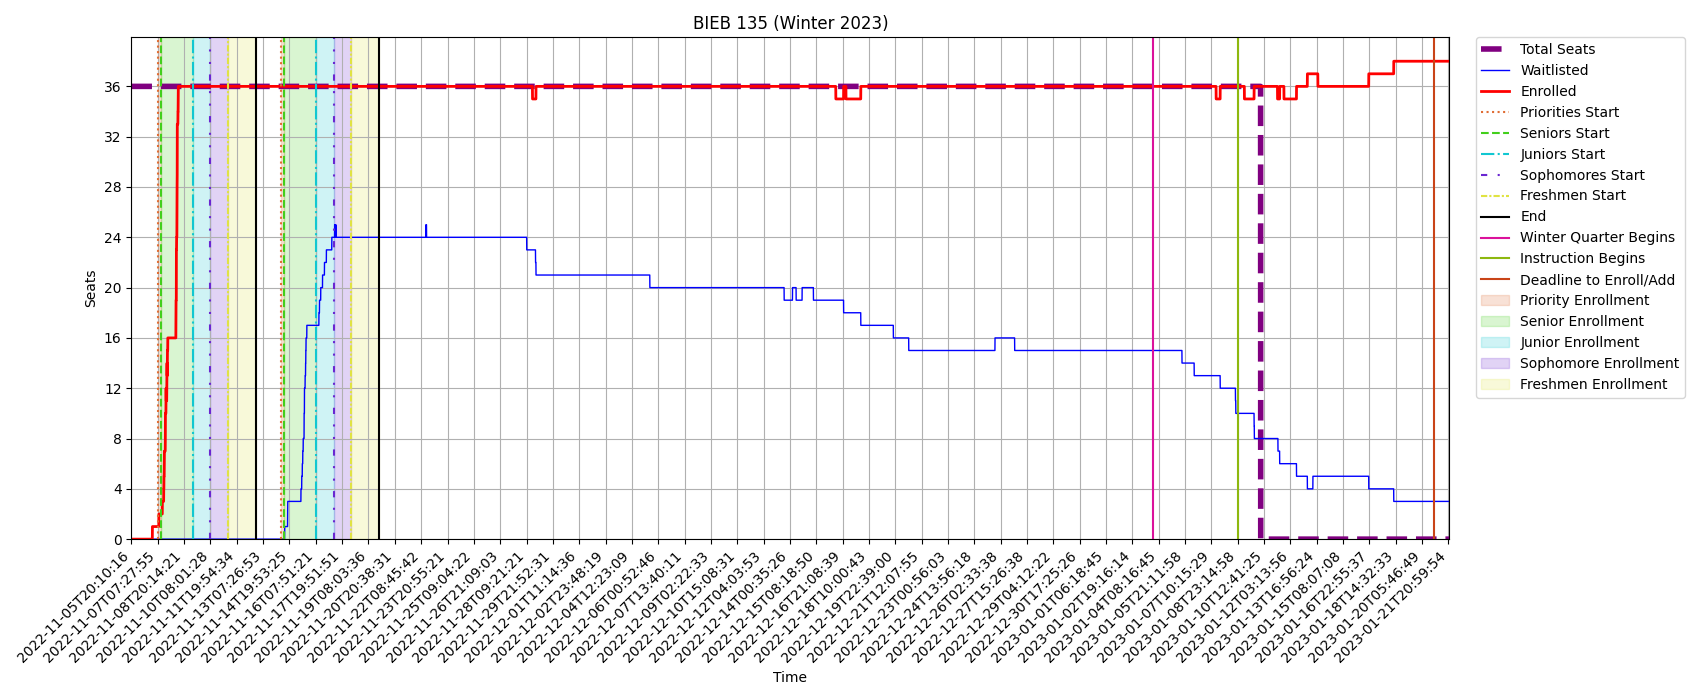 BIEB 135 (Winter 2023)
Seats
36
32
28
24
20
16
12
8
4
0
2022-11-05T20:10:16
2022-11-07T07:27:55
2022-11-08T20:14:21
2022-11-10T08:01:28
2022-11-11T19:54:34
2022-11-13T07:26:53
2022-11-14T19:53:25
2022-11-16T07:51:21
2022-11-17T19:51:51
2022-11-19T08:03:36
2022-11-20T20:38:31
2022-11-22T08:45:42
2022-11-23T20:55:21
2022-11-25T09:04:22
2022-11-26T21:09:03
2022-11-28T09:21:21
2022-11-29T21:52:31
2022-12-01T11:14:36
2022-12-02T23:48:19
2022-12-04T12:23:09
2022-12-06T00:52:46
2022-12-07T13:40:11
2022-12-09T02:22:33
2022-12-10T15:08:31
2022-12-12T04:03:53
2022-12-14T00:35:26
2022-12-15T08:18:50
2022-12-16T21:08:39
2022-12-18T10:00:43
2022-12-19T22:39:00
2022-12-21T12:07:55
2022-12-23T00:56:03
2022-12-24T13:56:18
2022-12-26T02:33:38
2022-12-27T15:26:38
2022-12-29T04:12:22
2022-12-30T17:25:26
2023-01-01T06:18:45
2023-01-02T19:16:14
2023-01-04T08:16:45
2023-01-05T21:11:58
2023-01-07T10:15:29
2023-01-08T23:14:58
2023-01-10T12:41:25
2023-01-12T03:13:56
2023-01-13T16:56:24
2023-01-15T08:07:08
2023-01-16T22:55:37
2023-01-18T14:32:33
2023-01-20T05:46:49
2023-01-21T20:59:54
Time
Total Seats
Waitlisted
Enrolled
Priorities Start
Seniors Start
Juniors Start
Sophomores Start
Freshmen Start
End
Winter Quarter Begins
Instruction Begins
Deadline to Enroll/Add
Priority Enrollment
Senior Enrollment
Junior Enrollment
Sophomore Enrollment
Freshmen Enrollment